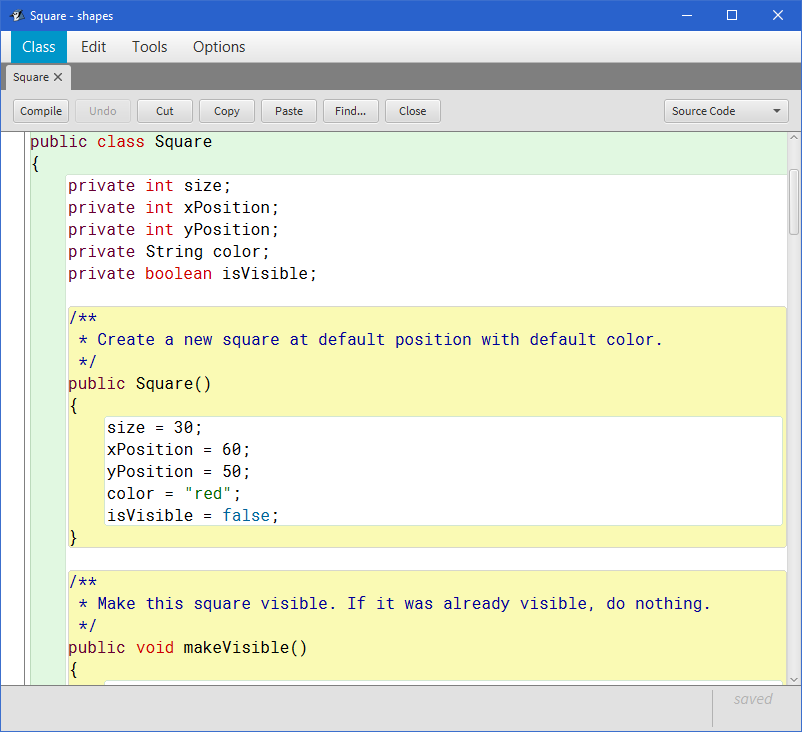 Square - shapes
Class Edit Tools Options
Square
Compile Undo Cut Copy Paste Find... Close Source Code
public class Square
{
private int size;
private int xPosition;
private int yPosition;
private String color;
private boolean isVisible;
/**
* Create a new square at default position with default color.
*/
public Square()
{
size = 30;
xPosition = 60;
yPosition = 50;
color = "red";
isVisible = false;
}
/**
* Make this square visible. If it was already visible, do nothing.
*/
public void makeVisible()
{
saved